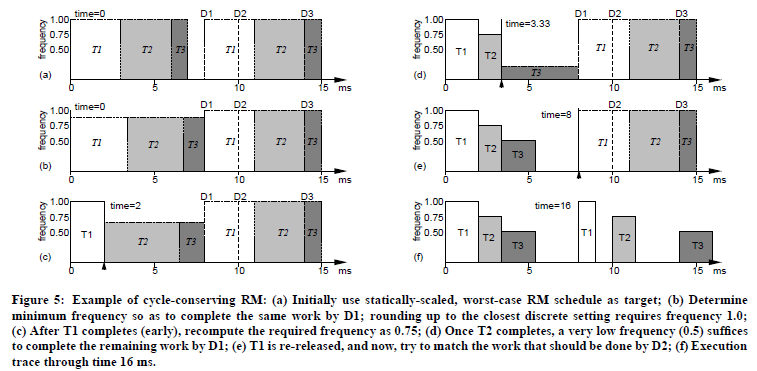 time=0 D1 D2 D3
1.00
0.75
0.50
frequency
T1 T2 T3 T1 T2 T3
(a)
0 5 10 15 ms
time=0 D1 D2 D3
1.00
0.75
0.50
frequency
T1 T2 T3 T1 T2 T3
(b)
0 5 10 15 ms
time=2 D1 D2 D3
1.00
0.75
0.50
frequency
T1 T2 T3 T1 T2 T3
(c)
0 5 10 15 ms
time=3.33 D1 D2 D3
1.00
0.75
0.50
frequency
T1 T2 T3 T1 T2 T3
(d)
0 5 10 15 ms
time=8 D2 D3
1.00
0.75
0.50
frequency
T1 T2 T3 T1 T2 T3
(e)
0 5 10 15 ms
time=16
1.00
0.75
0.50
frequency
T1 T2 T3 T1 T2 T3
(f)
0 5 10 15 ms
Figure 5: Example of cycle-conserving RM: (a) Initially use statically-scaled, worst-case RM schedule as target; (b) Determine
minimum frequency so as to complete the same work by D1; rounding up to the closest discrete setting requires frequency 1.0;
(c) After T1 completes (early), recompute the required frequency as 0.75; (d) Once T2 completes, a very low frequency (0.5) suffices
to complete the remaining work by D1; (e) T1 is re-released, and now, try to match the work that should be done by D2; (f) Execution
trace through time 16 ms.